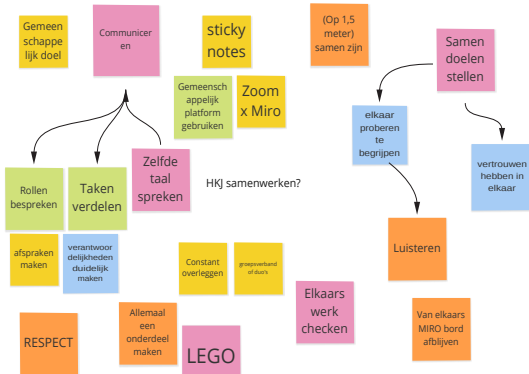 Gemeen
schappe
lijk doel
Communicer
en
sticky
notes
(Op 1,5
meter)
samen zijn
Samen
doelen
stellen
Gemeensch
appelijk
platform
gebruiken
Zoom
x Miro
elkaar
proberen
te
begrijpen
vertrouwen
hebben in
elkaar
Rollen
bespreken
Taken
verdelen
Zelfde
taal
spreken
HKJ samenwerken?
Luisteren
afspraken
maken
verantwoor
delijkheden
duidelijk
maken
Constant
overleggen
groepsverband
of duo's
Elkaars
werk
checken
RESPECT
Allemaal
een
onderdeel
maken
LEGO
Van elkaars
MIRO bord
afblijven